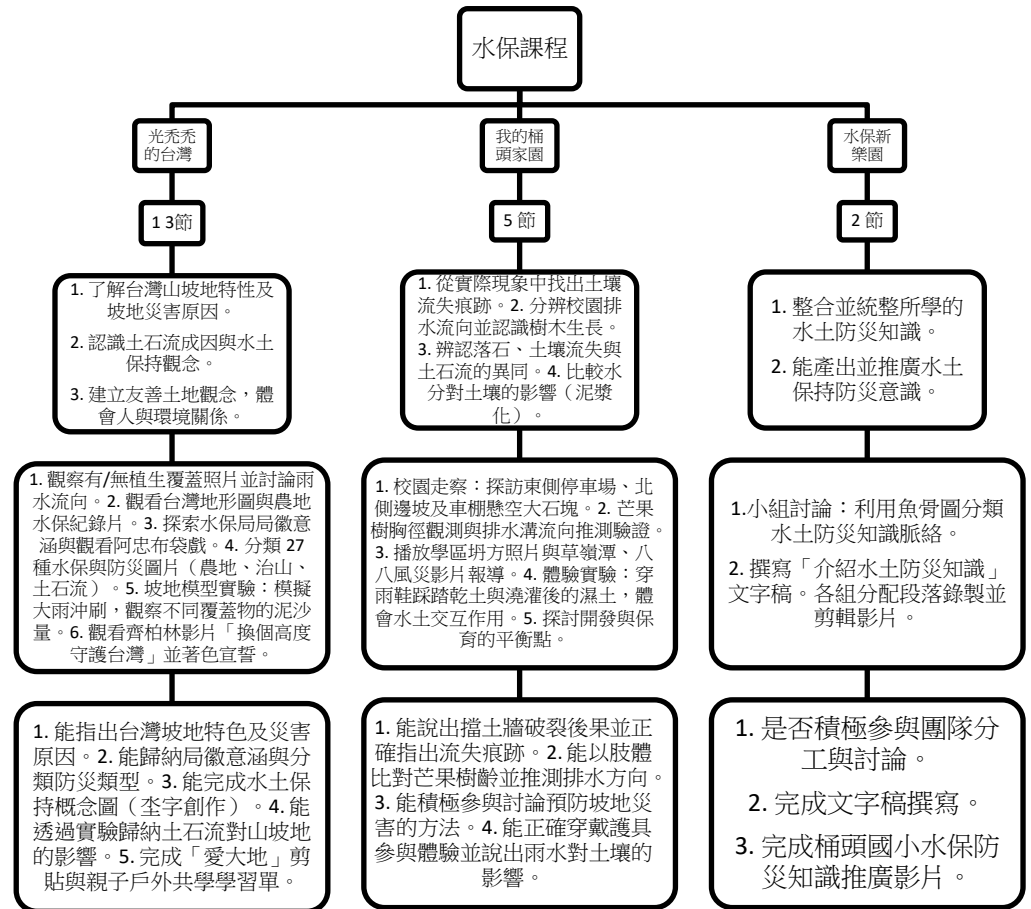 水保課程
光禿禿
的台灣
1 3節
1. 了解台灣山坡地特性及
坡地災害原因。
2. 認識土石流成因與水土
保持觀念。
3. 建立友善土地觀念，體
會人與環境關係。
1. 觀察有/無植生覆蓋照片並討論雨
水流向。2. 觀看台灣地形圖與農地
水保紀錄片。3. 探索水保局局徽意
涵與觀看阿忠布袋戲。4. 分類 27
種水保與防災圖片（農地、治山、
土石流）。5. 坡地模型實驗：模擬
大雨沖刷，觀察不同覆蓋物的泥沙
量。6. 觀看齊柏林影片「換個高度
守護台灣」並著色宣誓。
1. 能指出台灣坡地特色及災害
原因。2. 能歸納局徽意涵與分
類防災類型。3. 能完成水土保
持概念圖（坔字創作）。4. 能
透過實驗歸納土石流對山坡地
的影響。5. 完成「愛大地」剪
貼與親子戶外共學學習單。
我的桶
頭家園
5 節
1. 從實際現象中找出土壤
流失痕跡。2. 分辨校園排
水流向並認識樹木生長。
3. 辨認落石、土壤流失與
土石流的異同。4. 比較水
分對土壤的影響（泥漿
化）。
1. 校園走察：探訪東側停車場、北
側邊坡及車棚懸空大石塊。2. 芒果
樹胸徑觀測與排水溝流向推測驗證。
3. 播放學區坍方照片與草嶺潭、八
八風災影片報導。4. 體驗實驗：穿
雨鞋踩踏乾土與澆灌後的濕土，體
會水土交互作用。5. 探討開發與保
育的平衡點。
1. 能說出擋土牆破裂後果並正
確指出流失痕跡。2. 能以肢體
比對芒果樹齡並推測排水方向。
3. 能積極參與討論預防坡地災
害的方法。4. 能正確穿戴護具
參與體驗並說出雨水對土壤的
影響。
水保新
樂園
2 節
1. 整合並統整所學的
水土防災知識。
2. 能產出並推廣水土
保持防災意識。
1.小組討論：利用魚骨圖分類
水土防災知識脈絡。
2. 撰寫「介紹水土防災知識」
文字稿。各組分配段落錄製並
剪輯影片。
1. 是否積極參與團隊分
工與討論。
2. 完成文字稿撰寫。
3. 完成桶頭國小水保防
災知識推廣影片。